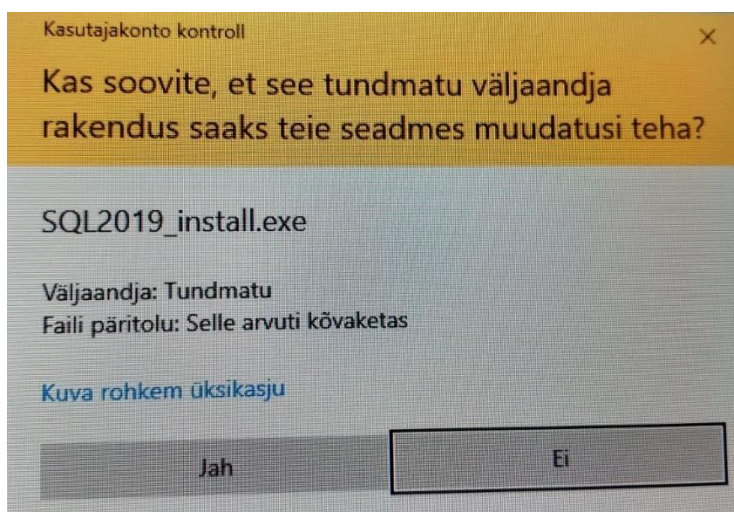 Kasutajakonto kontroll
Kas soovite, et see tundmatu väljaandja
rakendus saaks teie seadmes muudatusi teha?
SQL2019_install.exe
Väljaandja: Tundmatu
Faili päritolu: Selle arvuti kõvaketas
Kuva rohkem üksikasju
Jah
Ei